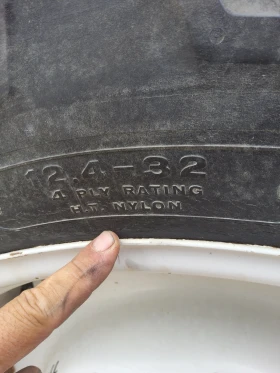 12.4-32
4 PLY RATING
H.T. NYLON